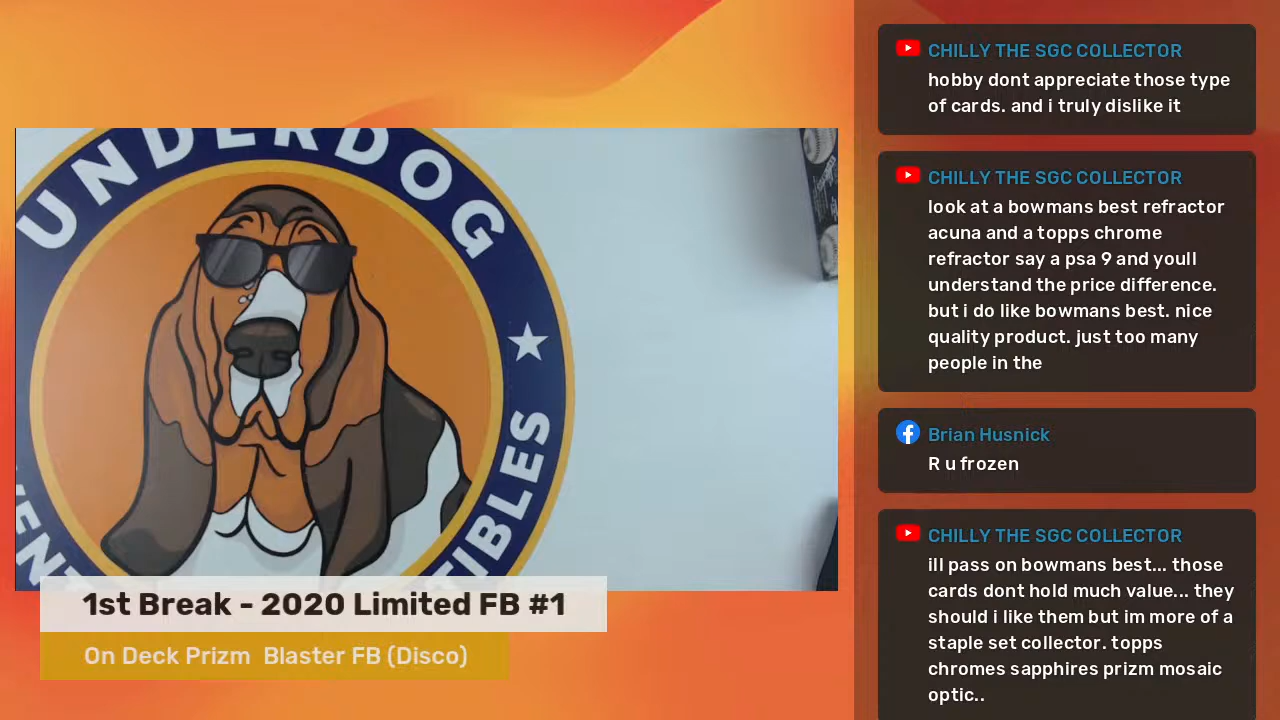 UNDERDOG
VENT
TIBLES
1st Break - 2020 Limited FB #1
On Deck Prizm Blaster FB (Disco)
CHILLY THE SGC COLLECTOR
hobby dont appreciate those type
of cards. and i truly dislike it
CHILLY THE SGC COLLECTOR
look at a bowmans best refractor
acuna and a topps chrome
refractor say a psa 9 and youll
understand the price difference.
but i do like bowmans best. nice
quality product. just too many
people in the
Brian Husnick
R u frozen
CHILLY THE SGC COLLECTOR
ill pass on bowmans best... those
cards dont hold much value... they
should i like them but im more of a
staple set collector. topps
chromes sapphires prizm mosaic
optic..